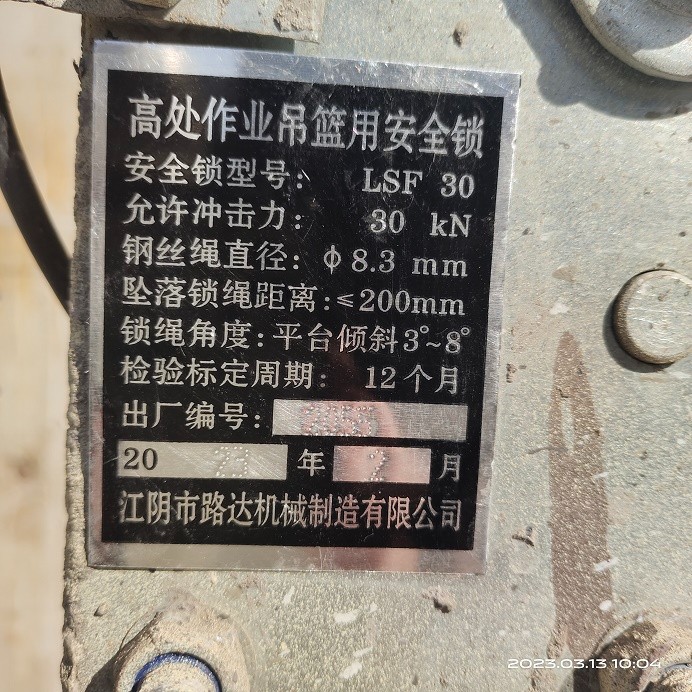 高处作业吊篮用安全锁
安全锁型号: LSF 30
允许冲击力: 30 kN
钢丝绳直径: ϕ8.3 mm
坠落锁绳距离:≤200mm
锁绳角度:平台倾斜3°~8°
检验标定周期: 12个月
出厂编号:
20 年 2 月
江阴市路达机械制造有限公司
2023.03.13 10:04